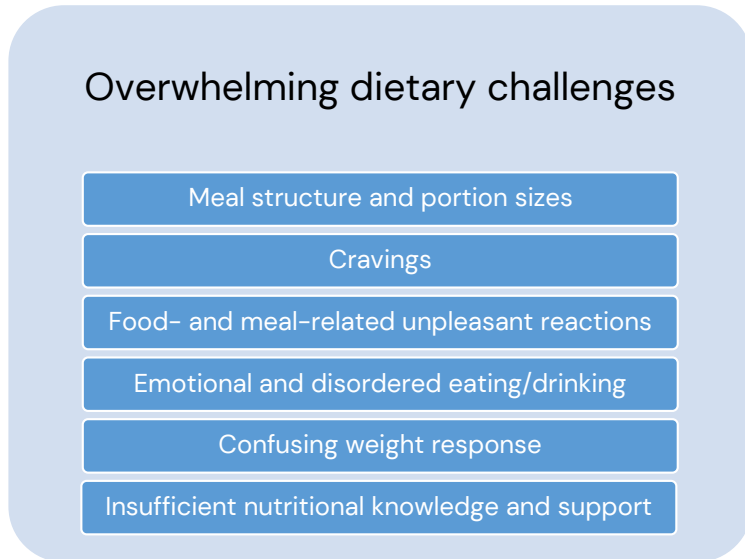 Overwhelming dietary challenges
Meal structure and portion sizes
Cravings
Food- and meal-related unpleasant reactions
Emotional and disordered eating/drinking
Confusing weight response
Insufficient nutritional knowledge and support